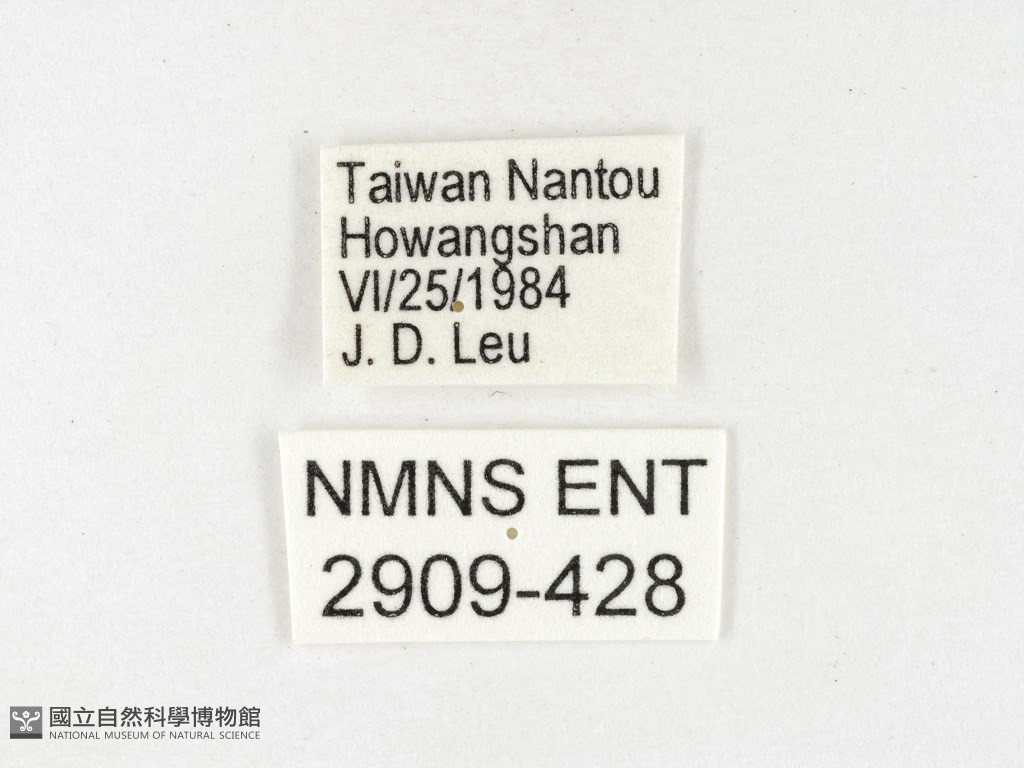 Taiwan Nantou
Howangshan
VI/25/1984
J. D. Leu
NMNS ENT
2909-428
國立自然科學博物館
NATIONAL MUSEUM OF NATURAL SCIENCE